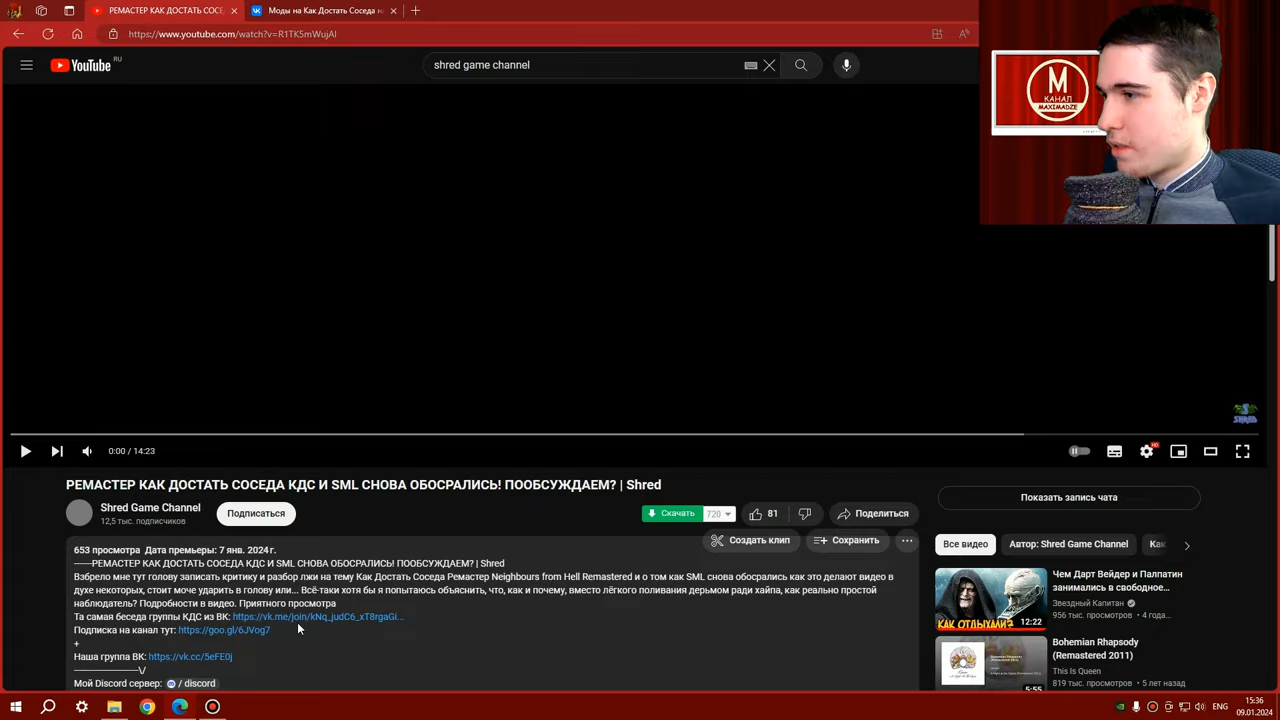 РЕМАСТЕР КАК ДОСТАТЬ СОСЕ
Моды на Как Достать Соседа н
https://www.youtube.com/watch?v=R1TK5mWujAI
YouTube RU
shred game channel
М
КАНАЛ
MAXIMADZE
SHRED
0:00 / 14:23
HD
РЕМАСТЕР КАК ДОСТАТЬ СОСЕДА КДС И SML СНОВА ОБОСРАЛИСЬ! ПООБСУЖДАЕМ? | Shred
Shred Game Channel
12,5 тыс. подписчиков
Подписаться
Скачать
720
81
Поделиться
Создать клип
Сохранить
653 просмотра Дата премьеры: 7 янв. 2024 г.
-----РЕМАСТЕР КАК ДОСТАТЬ СОСЕДА КДС И SML СНОВА ОБОСРАЛИСЬ! ПООБСУЖДАЕМ? | Shred
Взбрело мне тут голову записать критику и разбор лжи на тему Как Достать Соседа Ремастер Neighbours from Hell Remastered и о том как SML снова обосрались как это делают видео в
духе некоторых, стоит моче ударить в голову или... Всё-таки хотя бы я попытаюсь объяснить, что, как и почему, вместо лёгкого поливания дерьмом ради хайпа, как реально простой
наблюдатель? Подробности в видео. Приятного просмотра
Та самая беседа группы КДС из ВК: https://vk.me/join/kNq_judC6_xT8rgaGi...
Подписка на канал тут: https://goo.gl/6JVog7
+
Наша группа ВК: https://vk.cc/5eFE0j
-----------------\/
Мой Discord сервер: / discord
Показать запись чата
Все видео
Автор: Shred Game Channel
Как
КАК ОТДЫХАЛИ?
12:22
Чем Дарт Вейдер и Палпатин
занимались в свободное...
Звездный Капитан
956 тыс. просмотров • 4 года...
5:55
Bohemian Rhapsody
(Remastered 2011)
This Is Queen
819 тыс. просмотров • 5 лет назад
ENG
15:36
09.01.2024